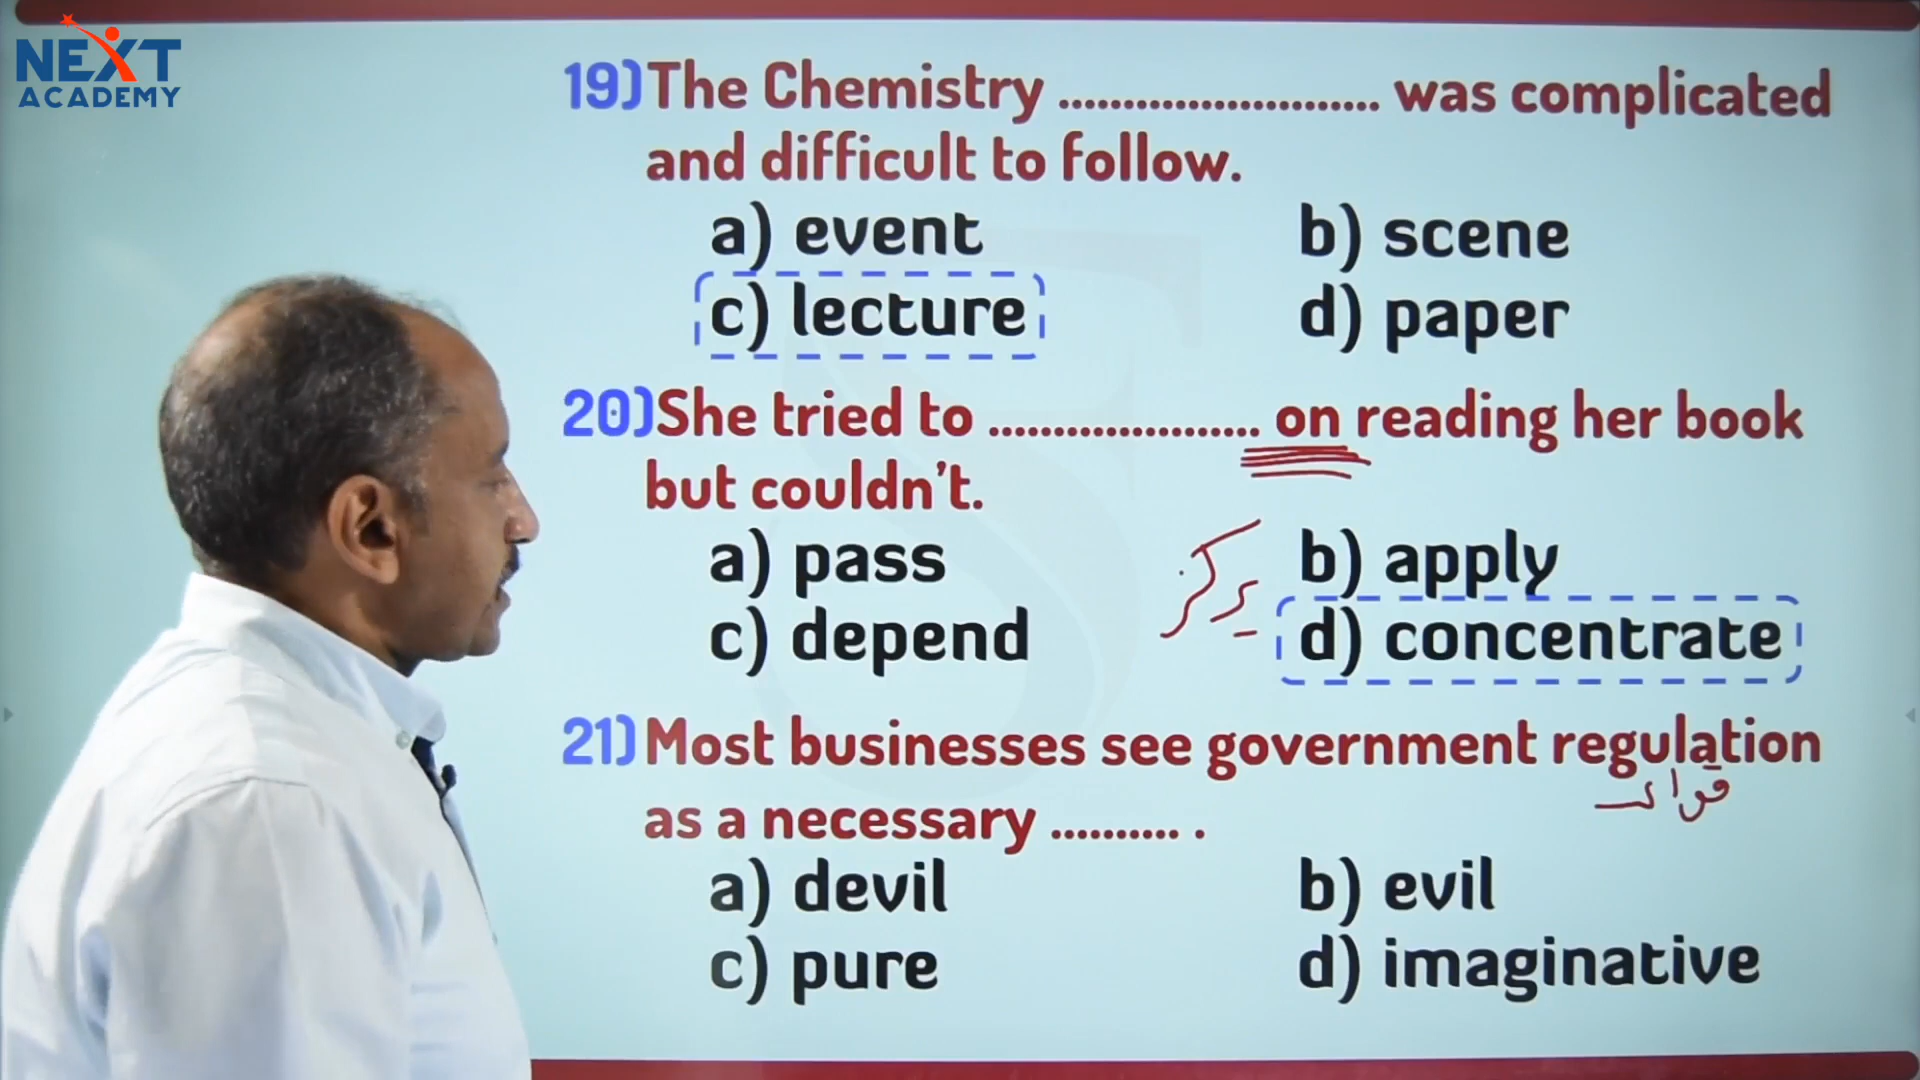 NEXT
ACADEMY
19) The Chemistry ......................... was complicated
and difficult to follow.
a) event
b) scene
c) lecture
d) paper
20) She tried to ..................... on reading her book
but couldn't.
a) pass
b) apply
c) depend
d) concentrate
21) Most businesses see government regulation
as a necessary .......... .
a) devil
b) evil
c) pure
d) imaginative